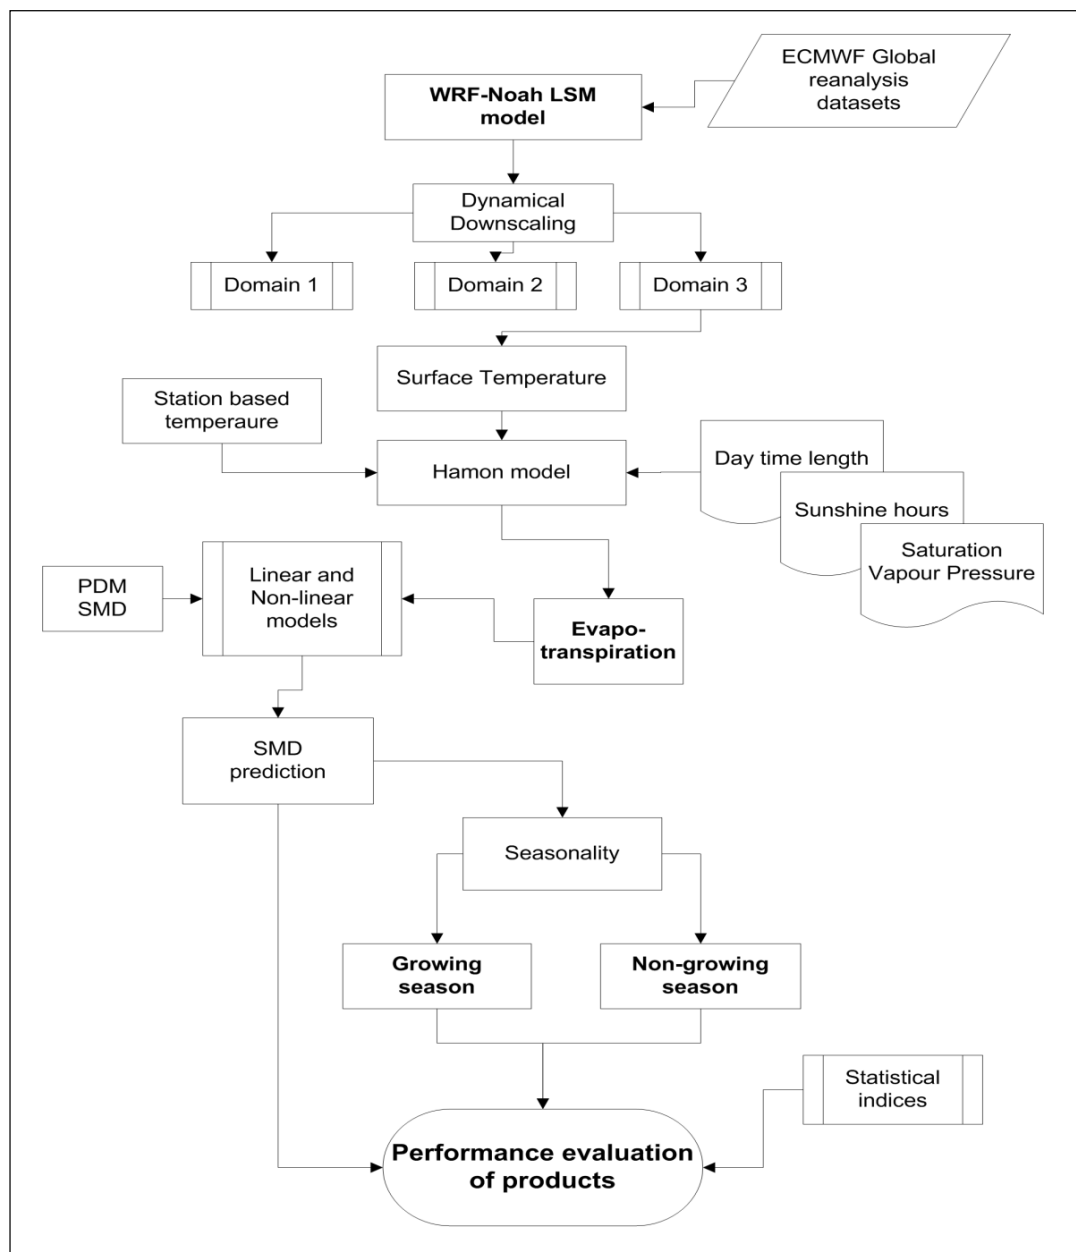 ECMWF Global
reanalysis
datasets
WRF-Noah LSM
model
Dynamical
Downscaling
Domain 1
Domain 2
Domain 3
Surface Temperature
Station based
temperaure
Hamon model
Day time length
Sunshine hours
Saturation
Vapour Pressure
PDM
SMD
Linear and
Non-linear
models
Evapo-
transpiration
SMD
prediction
Seasonality
Growing
season
Non-growing
season
Statistical
indices
Performance evaluation
of products